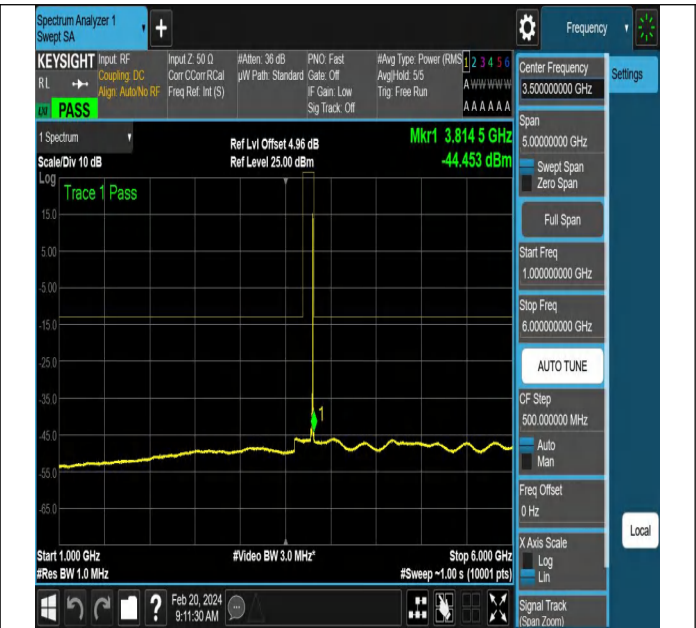 Spectrum Analyzer 1
Swept SA
Frequency
KEYSIGHT
RL
PASS
Input: RF
Coupling: DC
Align: Auto/No RF
Input Z: 50 Ω
Corr CCorr RCal
Freq Ref: Int (S)
#Atten: 36 dB
µW Path: Standard
PNO: Fast
Gate: Off
IF Gain: Low
Sig Track: Off
#Avg Type: Power (RMS
Avg|Hold: 5/5
Trig: Free Run
1 2 3 4 5 6
A W W W W W
A A A A A A
1 Spectrum
Scale/Div 10 dB
Ref Lvl Offset 4.96 dB
Ref Level 25.00 dBm
Mkr1 3.814 5 GHz
-44.453 dBm
Log
Trace 1 Pass
15.0
5.00
-5.00
-15.0
-25.0
-35.0
-45.0
-55.0
-65.0
1
Start 1.000 GHz
#Res BW 1.0 MHz
#Video BW 3.0 MHz*
Stop 6.000 GHz
#Sweep ~1.00 s (10001 pts)
Feb 20, 2024
9:11:30 AM
Center Frequency
3.500000000 GHz
Settings
Span
5.00000000 GHz
Swept Span
Zero Span
Full Span
Start Freq
1.000000000 GHz
Stop Freq
6.000000000 GHz
AUTO TUNE
CF Step
500.000000 MHz
Auto
Man
Freq Offset
0 Hz
X Axis Scale
Log
Lin
Local
Signal Track
(Span Zoom)